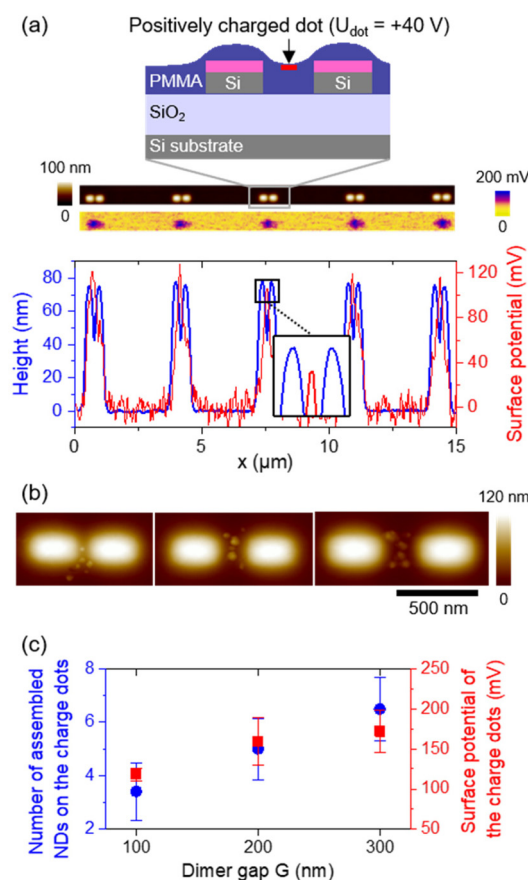 (a)
Positively charged dot (U_dot = +40 V)
PMMA
Si
Si
SiO₂
Si substrate
100 nm
0
200 mV
0
Height (nm)
80
60
40
20
0
Surface potential (mV)
120
80
40
0
0
5
10
15
x (µm)
(b)
120 nm
0
500 nm
(c)
Number of assembled
NDs on the charge dots
8
6
4
2
Surface potential of
the charge dots (mV)
250
200
150
100
50
100
200
300
Dimer gap G (nm)